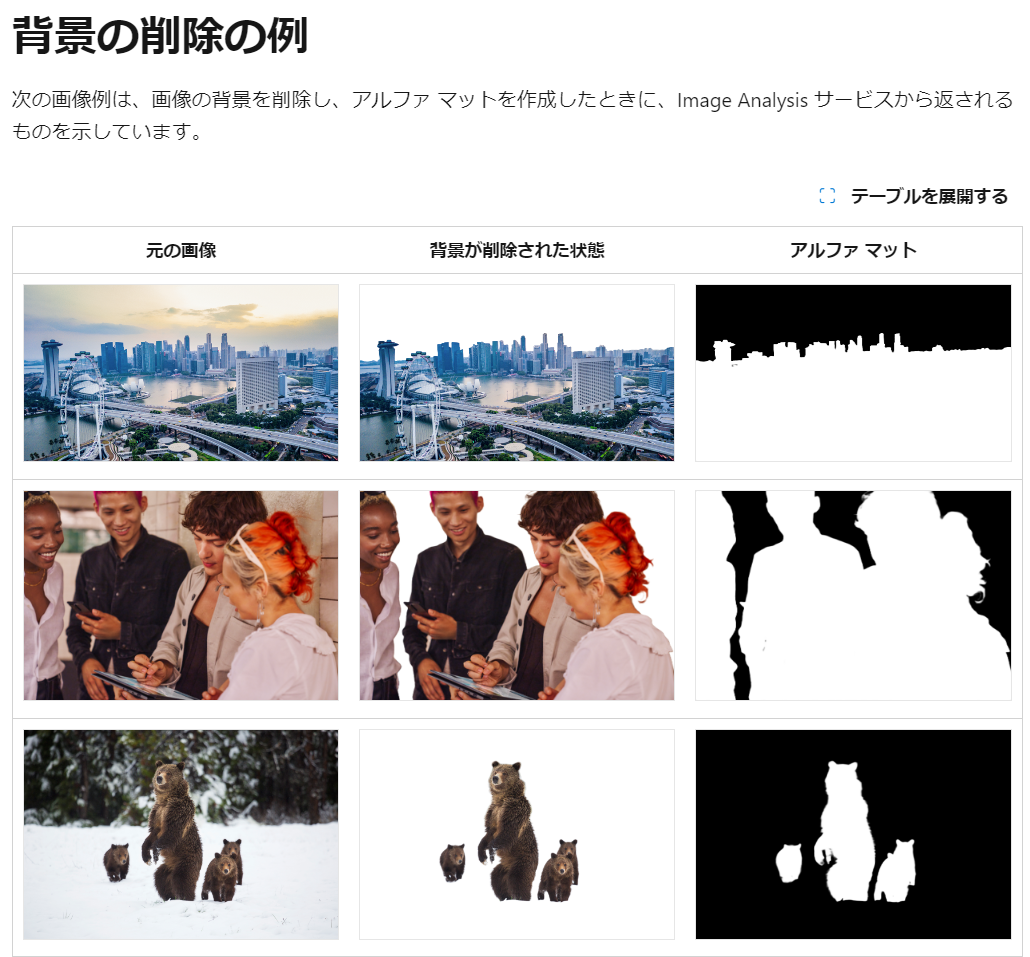 背景の削除の例
次の画像例は、画像の背景を削除し、アルファ マットを作成したときに、Image Analysis サービスから返される
ものを示しています。
テーブルを展開する
元の画像
背景が削除された状態
アルファ マット